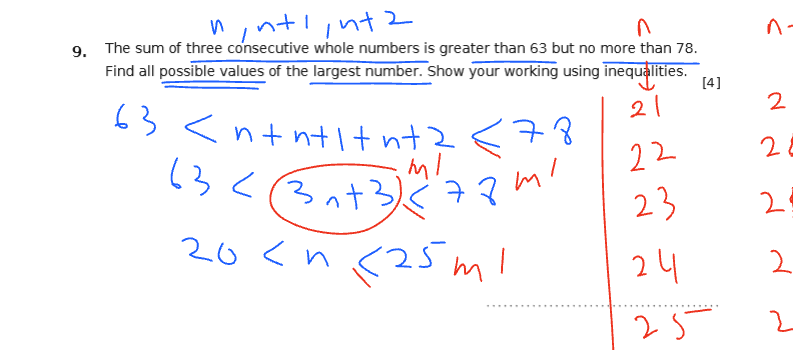 n, n+1, n+2
n
9. The sum of three consecutive whole numbers is greater than 63 but no more than 78.
Find all possible values of the largest number. Show your working using inequalities.
[4]
63 < n+n+1+n+2 ≤ 78 m1
63 < 3n+3 ≤ 78 m1
20 < n ≤ 25 m1
21
22
23
24
25